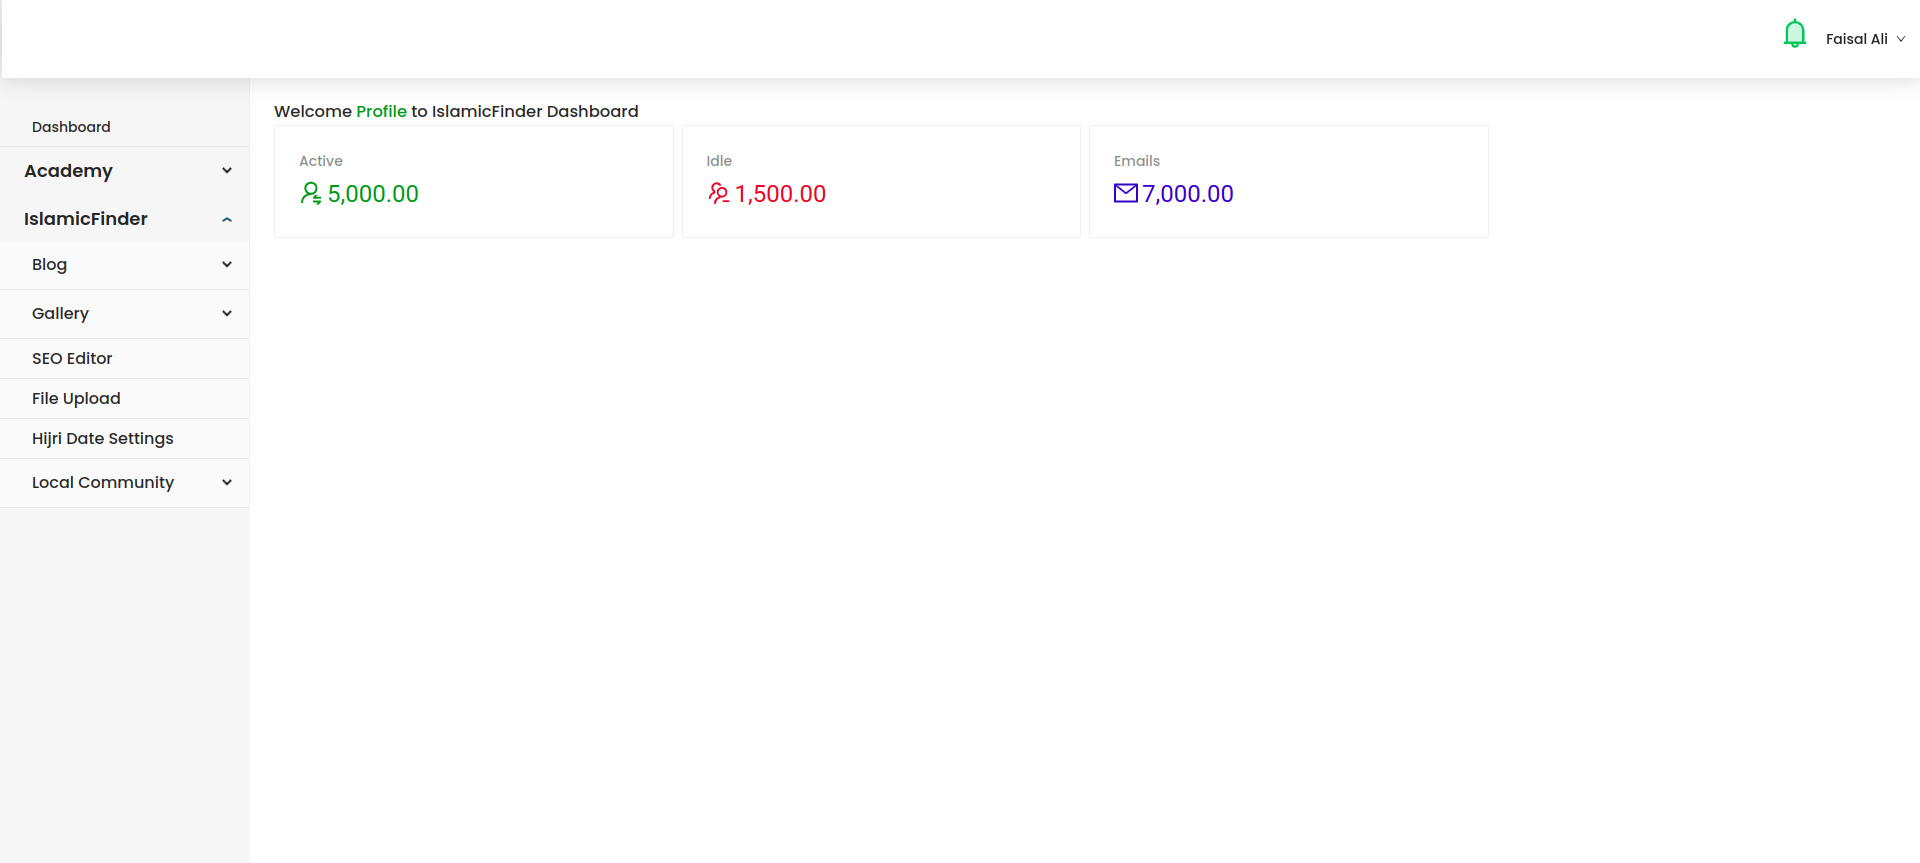 Faisal Ali
Dashboard
Academy
IslamicFinder
Blog
Gallery
SEO Editor
File Upload
Hijri Date Settings
Local Community
Welcome Profile to IslamicFinder Dashboard
Active
5,000.00
Idle
1,500.00
Emails
7,000.00